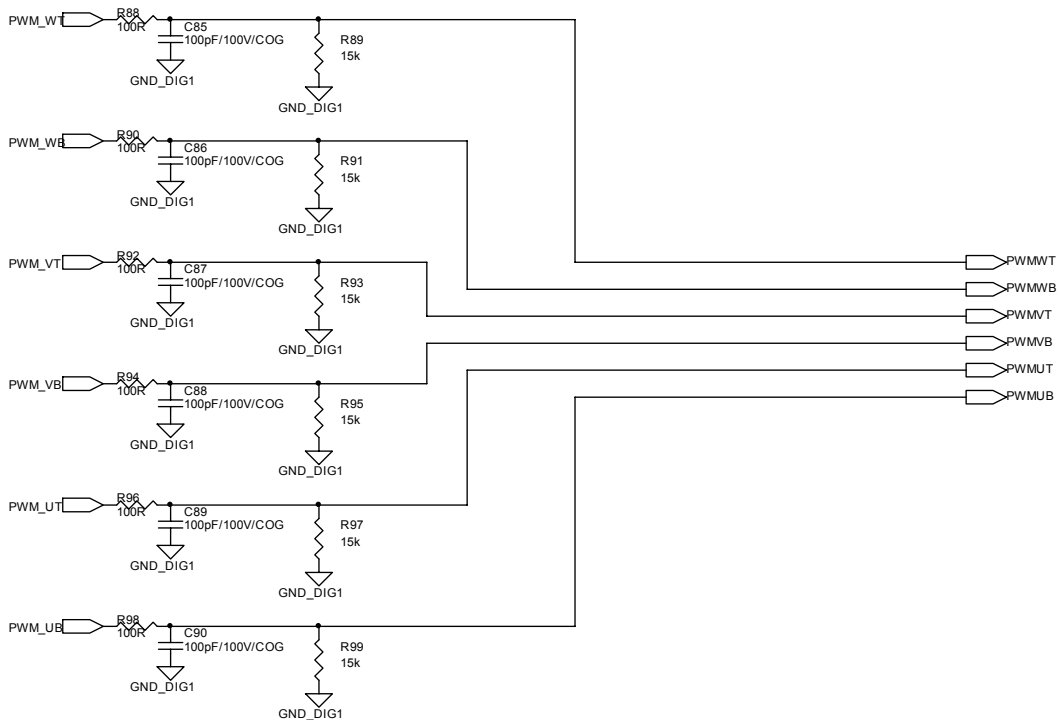 PWM_WT
R88
100R
C85
100pF/100V/COG
GND_DIG1
R89
15k
GND_DIG1
PWM_WB
R90
100R
C86
100pF/100V/COG
GND_DIG1
R91
15k
GND_DIG1
PWM_VT
R92
100R
C87
100pF/100V/COG
GND_DIG1
R93
15k
GND_DIG1
PWM_VB
R94
100R
C88
100pF/100V/COG
GND_DIG1
R95
15k
GND_DIG1
PWM_UT
R96
100R
C89
100pF/100V/COG
GND_DIG1
R97
15k
GND_DIG1
PWM_UB
R98
100R
C90
100pF/100V/COG
GND_DIG1
R99
15k
GND_DIG1
PWMWT
PWMWB
PWMVT
PWMVB
PWMUT
PWMUB